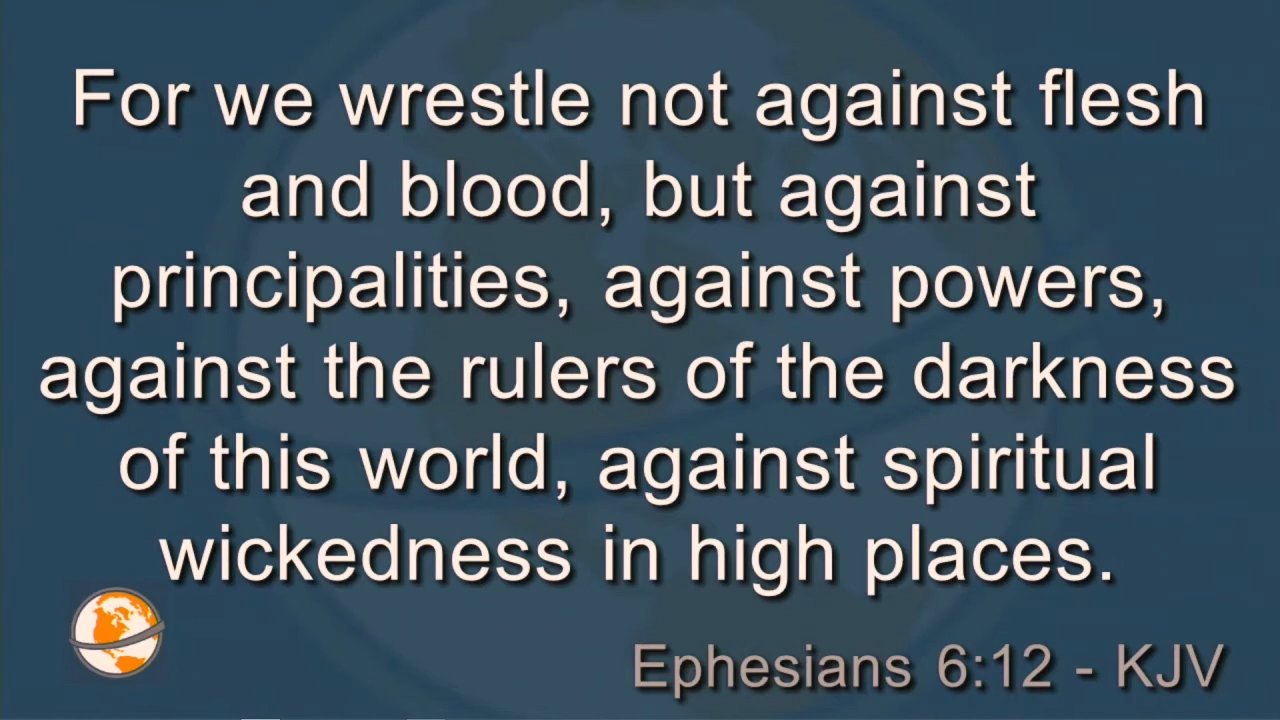 For we wrestle not against flesh
and blood, but against
principalities, against powers,
against the rulers of the darkness
of this world, against spiritual
wickedness in high places.
Ephesians 6:12 - KJV